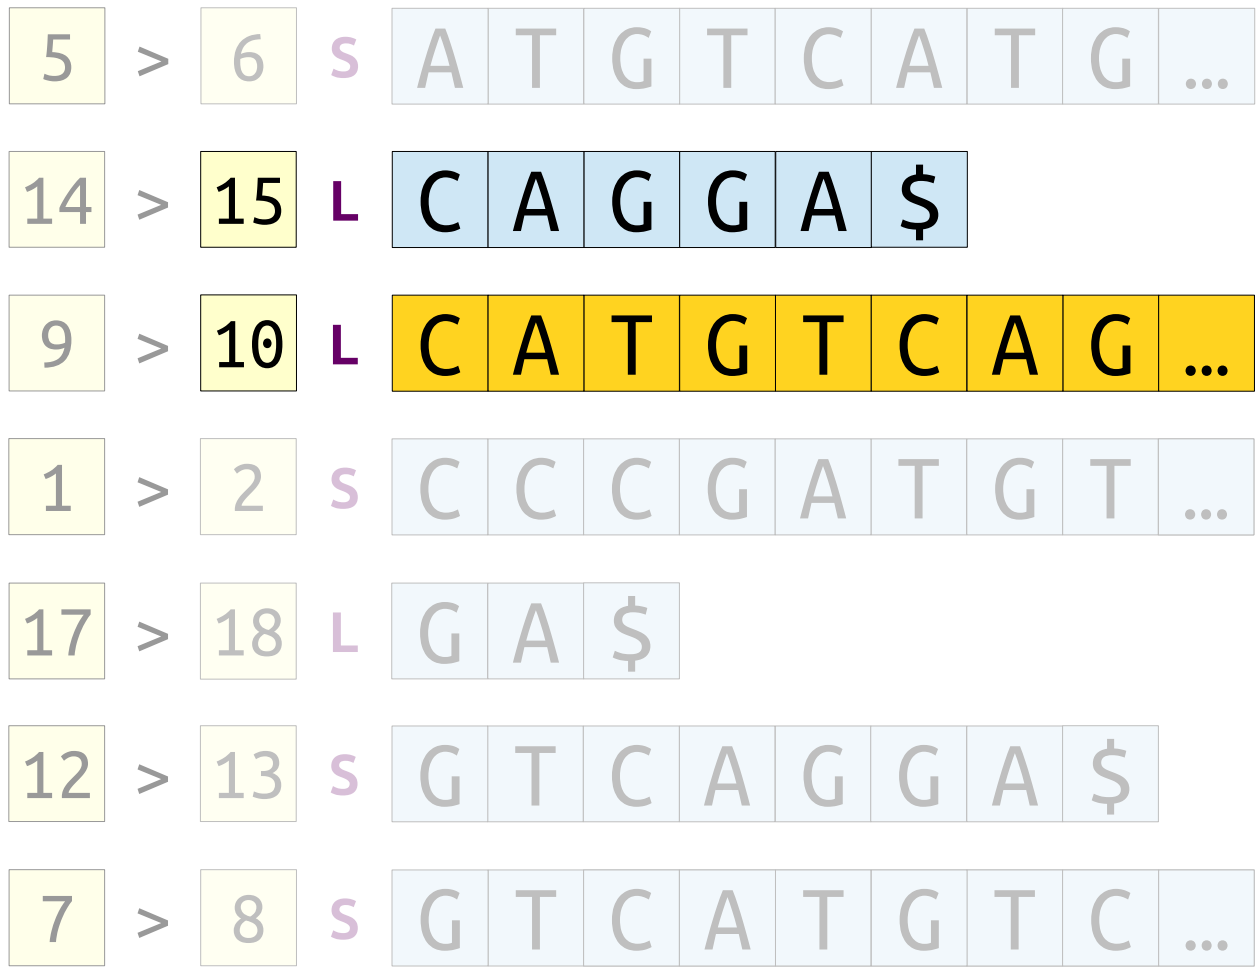 5 > 6 S A T G T C A T G ...
14 > 15 L C A G G A $
9 > 10 L C A T G T C A G ...
1 > 2 S C C C G A T G T ...
17 > 18 L G A $
12 > 13 S G T C A G G A $
7 > 8 S G T C A T G T C ...